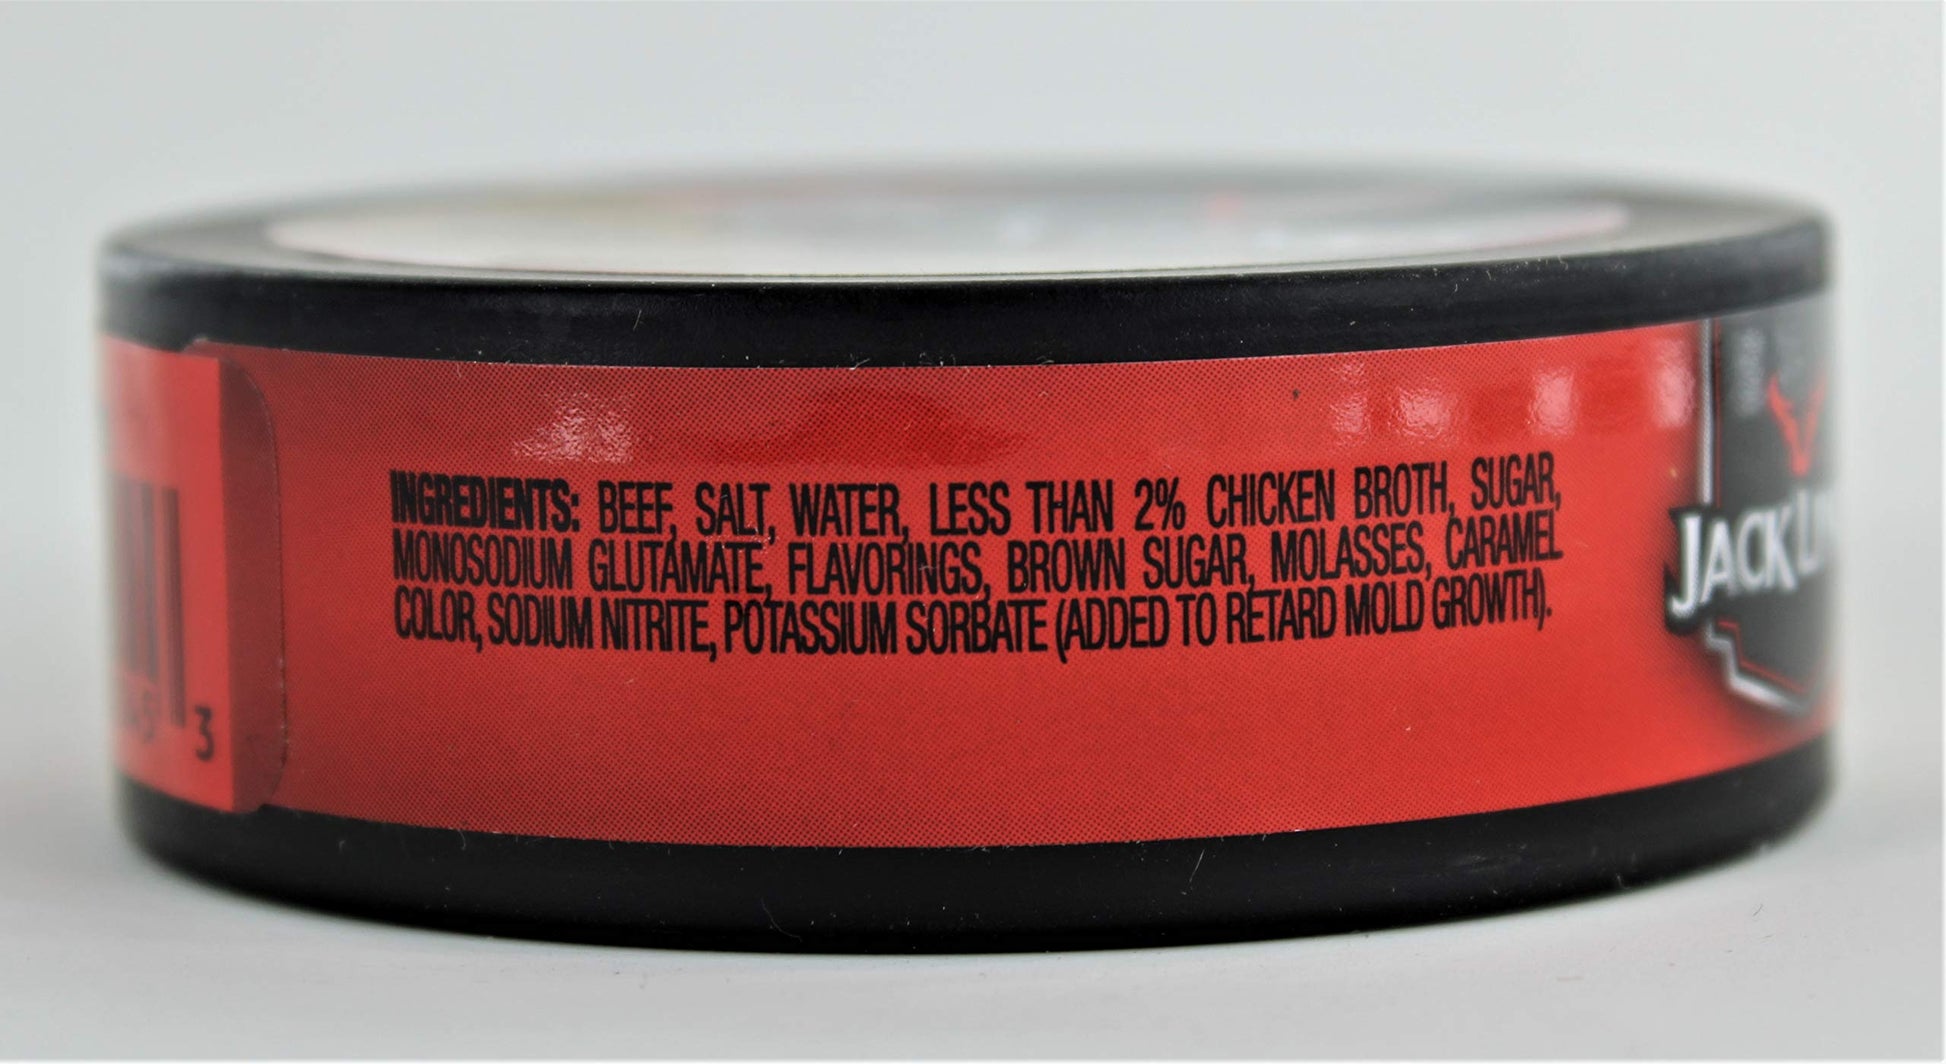 INGREDIENTS: BEEF, SALT, WATER, LESS THAN 2% CHICKEN BROTH, SUGAR,
MONOSODIUM GLUTAMATE, FLAVORINGS, BROWN SUGAR, MOLASSES, CARAMEL
COLOR, SODIUM NITRITE, POTASSIUM SORBATE (ADDED TO RETARD MOLD GROWTH).
JACK
3